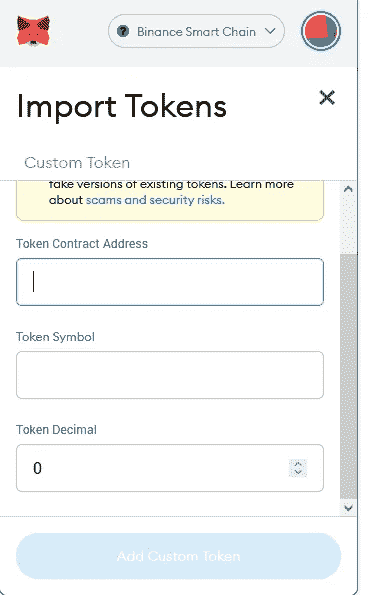 Binance Smart Chain
Import Tokens
Custom Token
fake versions of existing tokens. Learn more
about scams and security risks.
Token Contract Address
Token Symbol
Token Decimal
0
Add Custom Token